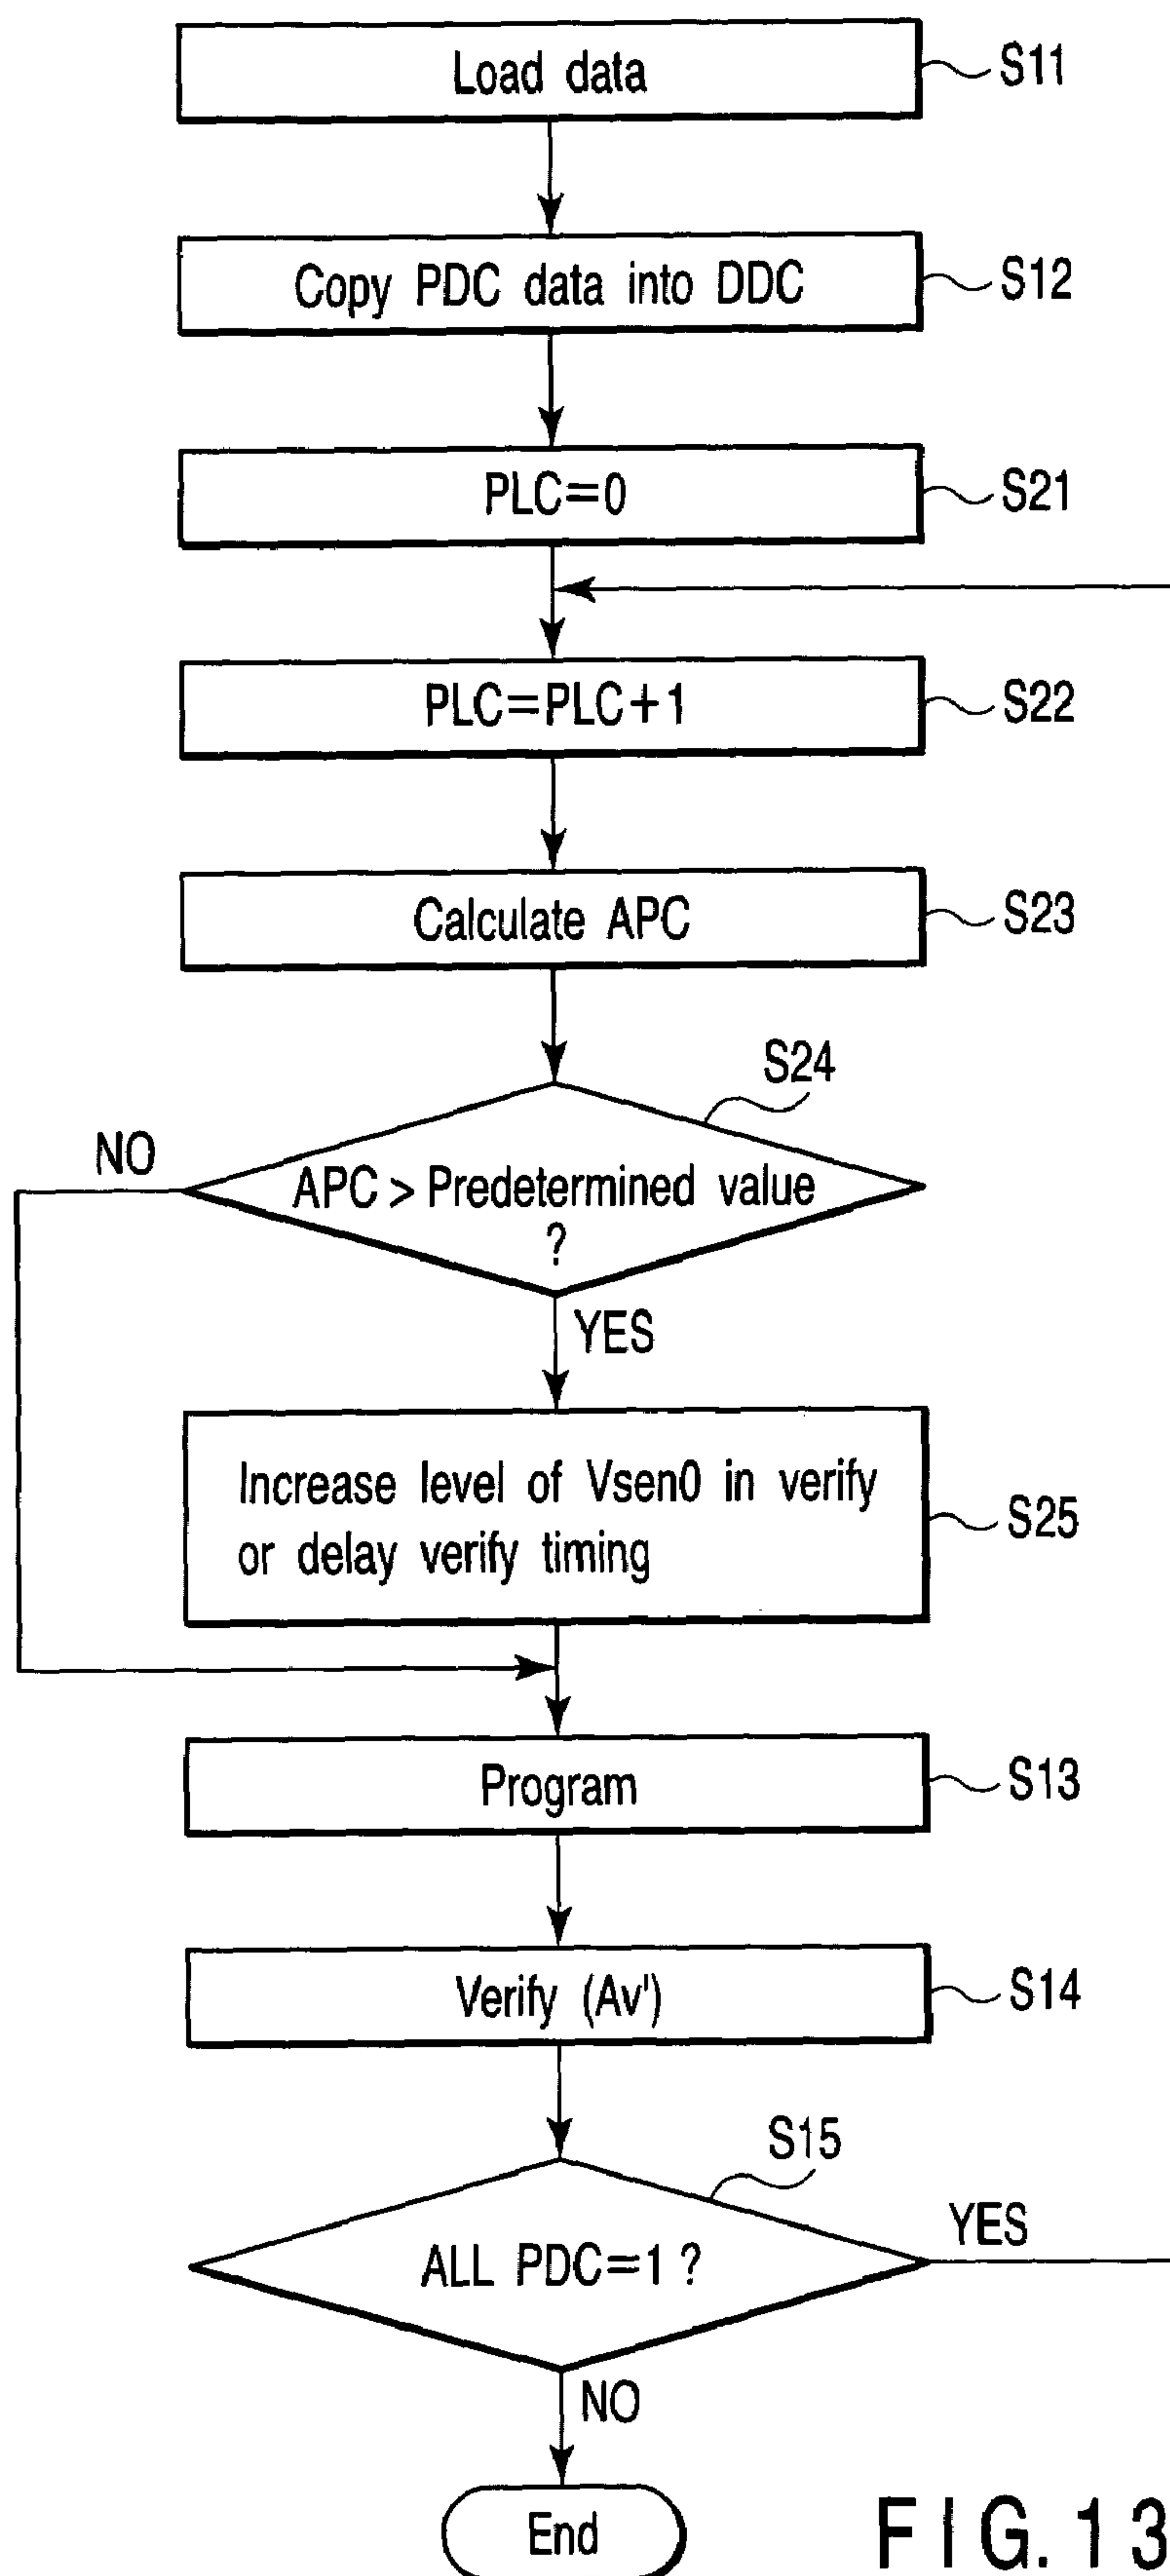 Load data
S11
Copy PDC data into DDC
S12
PLC=0
S21
PLC=PLC+1
S22
Calculate APC
S23
S24
NO
APC > Predetermined value
?
YES
Increase level of Vsen0 in verify
or delay verify timing
S25
Program
S13
Verify (Av')
S14
S15
ALL PDC=1 ?
YES
NO
End
FIG. 13